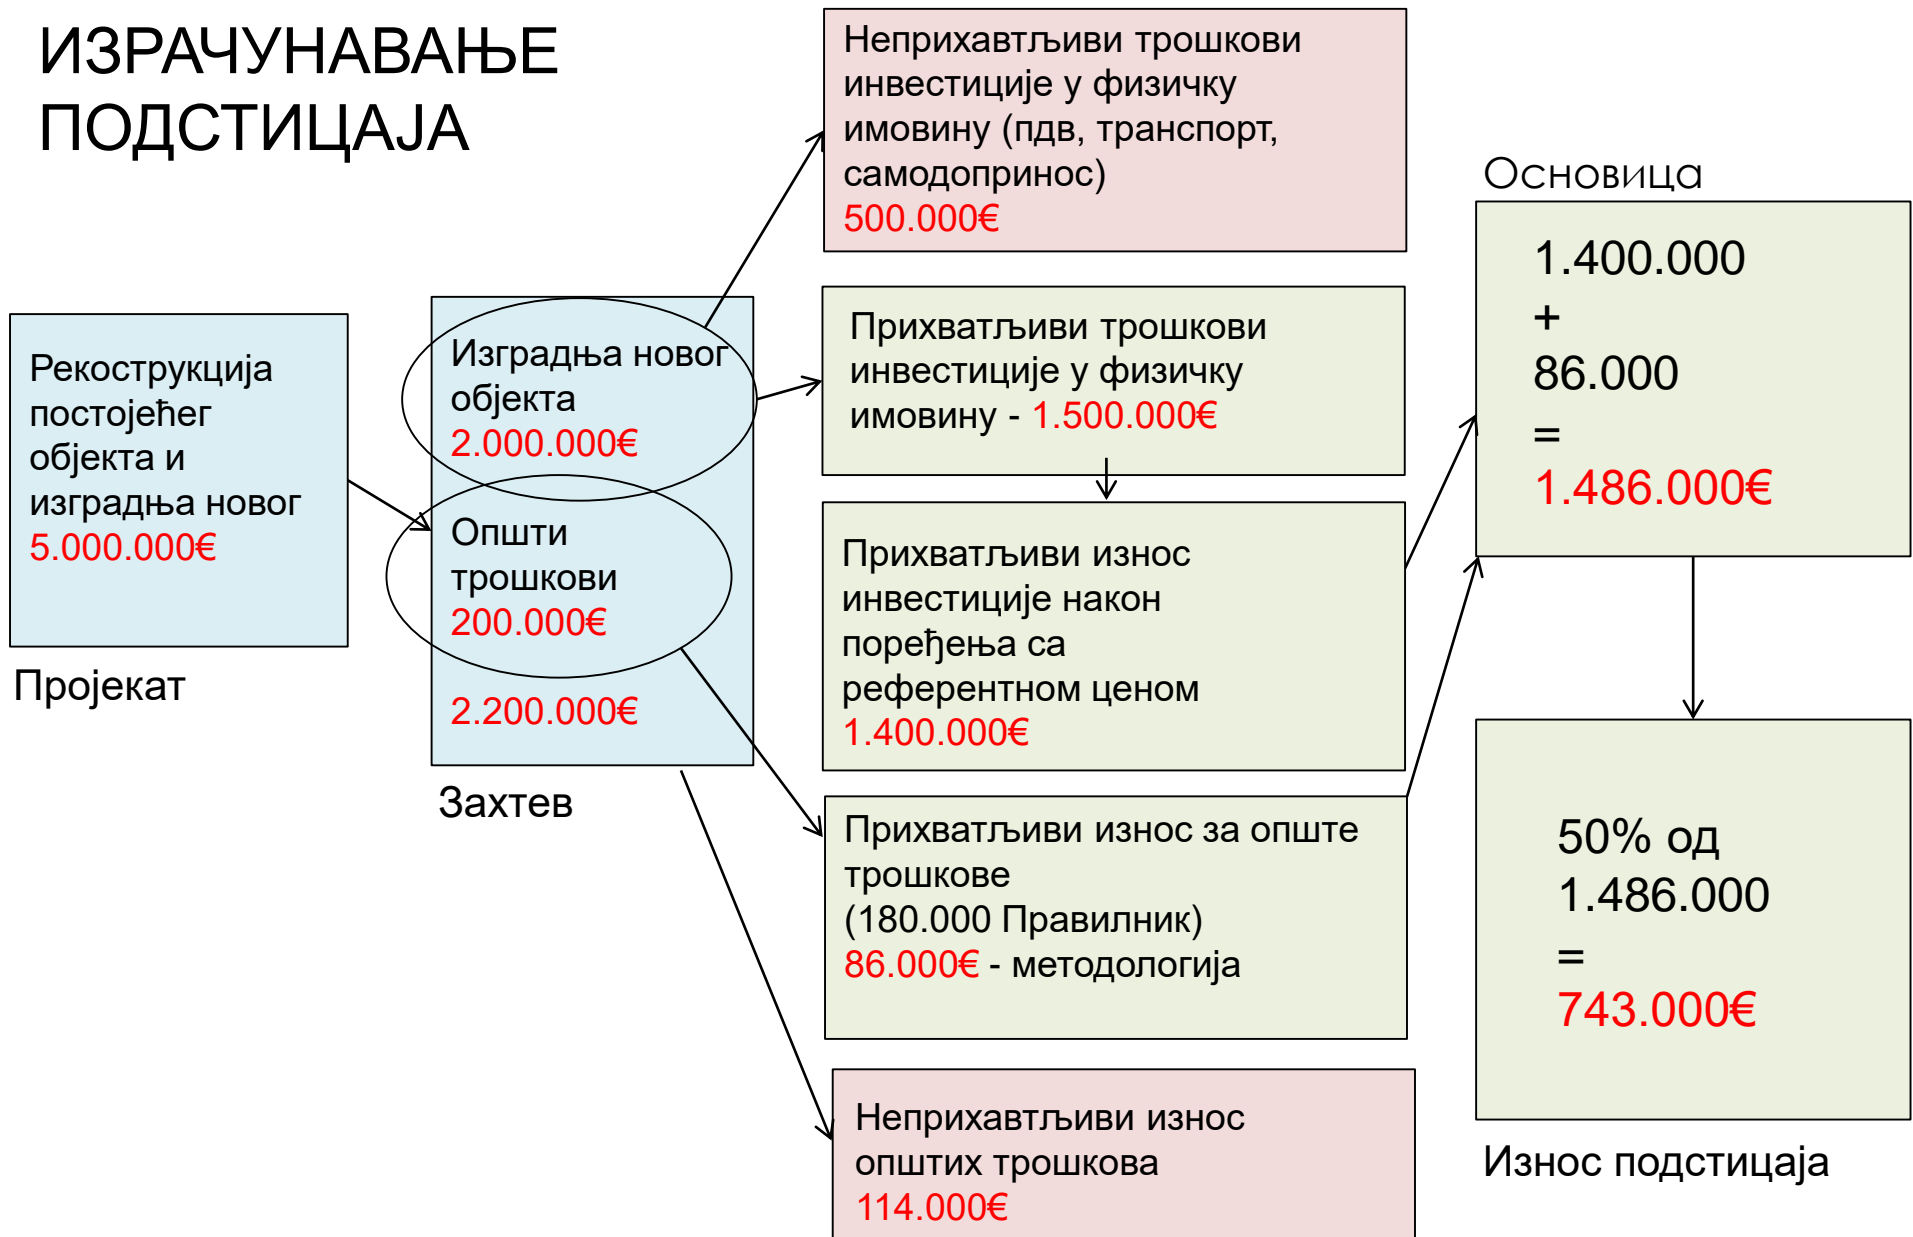 ИЗРАЧУНАВАЊЕ
ПОДСТИЦАЈА
Рекострукција
постојећег
објекта и
изградња новог
5.000.000€
Пројекат
Изградња новог
објекта
2.000.000€
Општи
трошкови
200.000€
2.200.000€
Захтев
Неприхавтљиви трошкови
инвестиције у физичку
имовину (пдв, транспорт,
самодопринос)
500.000€
Прихватљиви трошкови
инвестиције у физичку
имовину - 1.500.000€
Прихватљиви износ
инвестиције након
поређења са
референтном ценом
1.400.000€
Прихватљиви износ за опште
трошкове
(180.000 Правилник)
86.000€ - методологија
Неприхавтљиви износ
општих трошкова
114.000€
Основица
1.400.000
+
86.000
=
1.486.000€
50% од
1.486.000
=
743.000€
Износ подстицаја